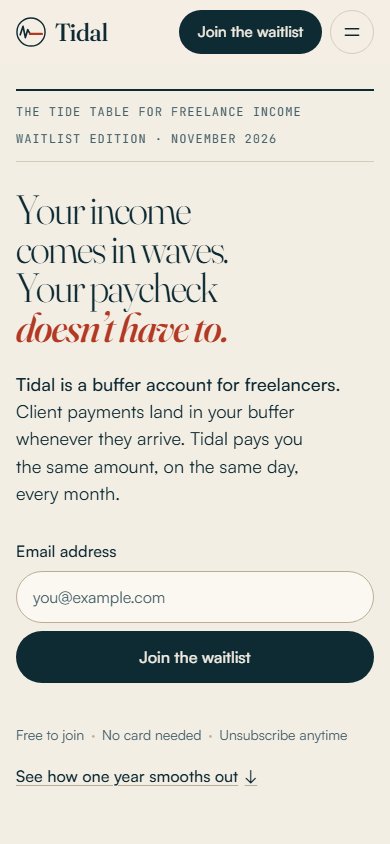 Tidal
Join the waitlist
THE TIDE TABLE FOR FREELANCE INCOME
WAITLIST EDITION · NOVEMBER 2026
Your income
comes in waves.
Your paycheck
doesn’t have to.
Tidal is a buffer account for freelancers.
Client payments land in your buffer
whenever they arrive. Tidal pays you
the same amount, on the same day,
every month.
Email address
you@example.com
Join the waitlist
Free to join · No card needed · Unsubscribe anytime
See how one year smooths out ↓